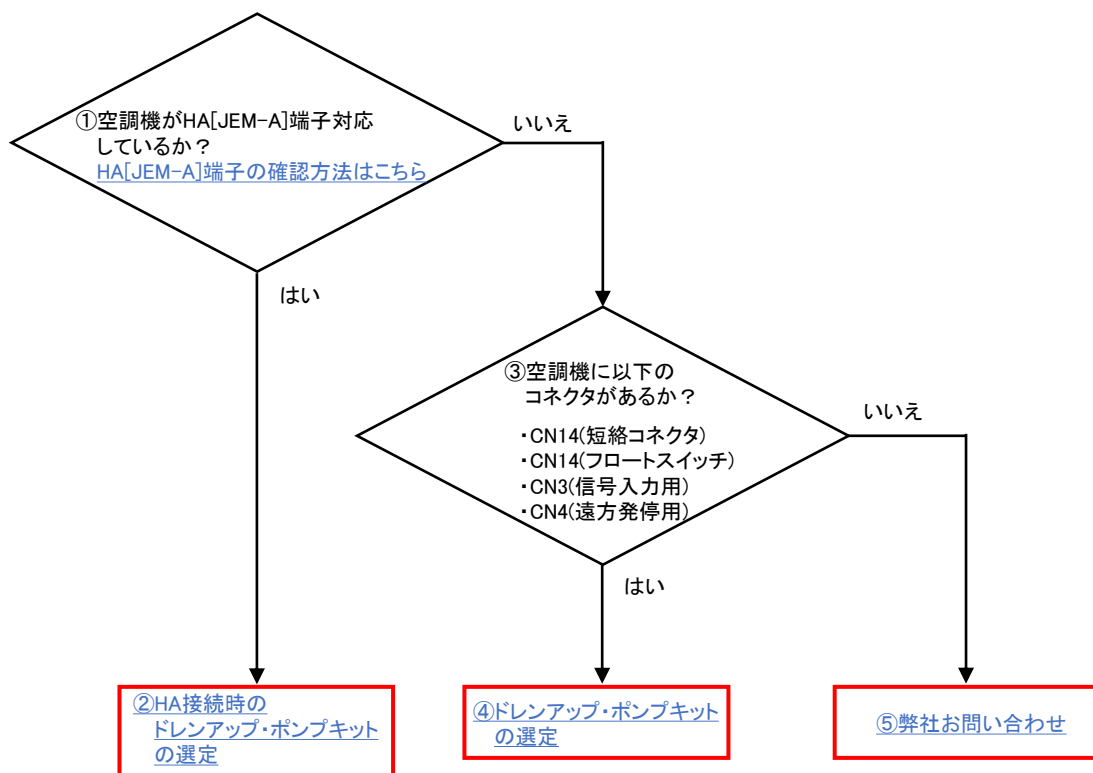 ①空調機がHA[JEM-A]端子対応
しているか？
HA[JEM-A]端子の確認方法はこちら
いいえ
はい
③空調機に以下の
コネクタがあるか？
・CN14(短絡コネクタ)
・CN14(フロートスイッチ)
・CN3(信号入力用)
・CN4(遠方発停用)
いいえ
はい
②HA接続時の
ドレンアップ・ポンプキット
の選定
④ドレンアップ・ポンプキット
の選定
⑤弊社お問い合わせ